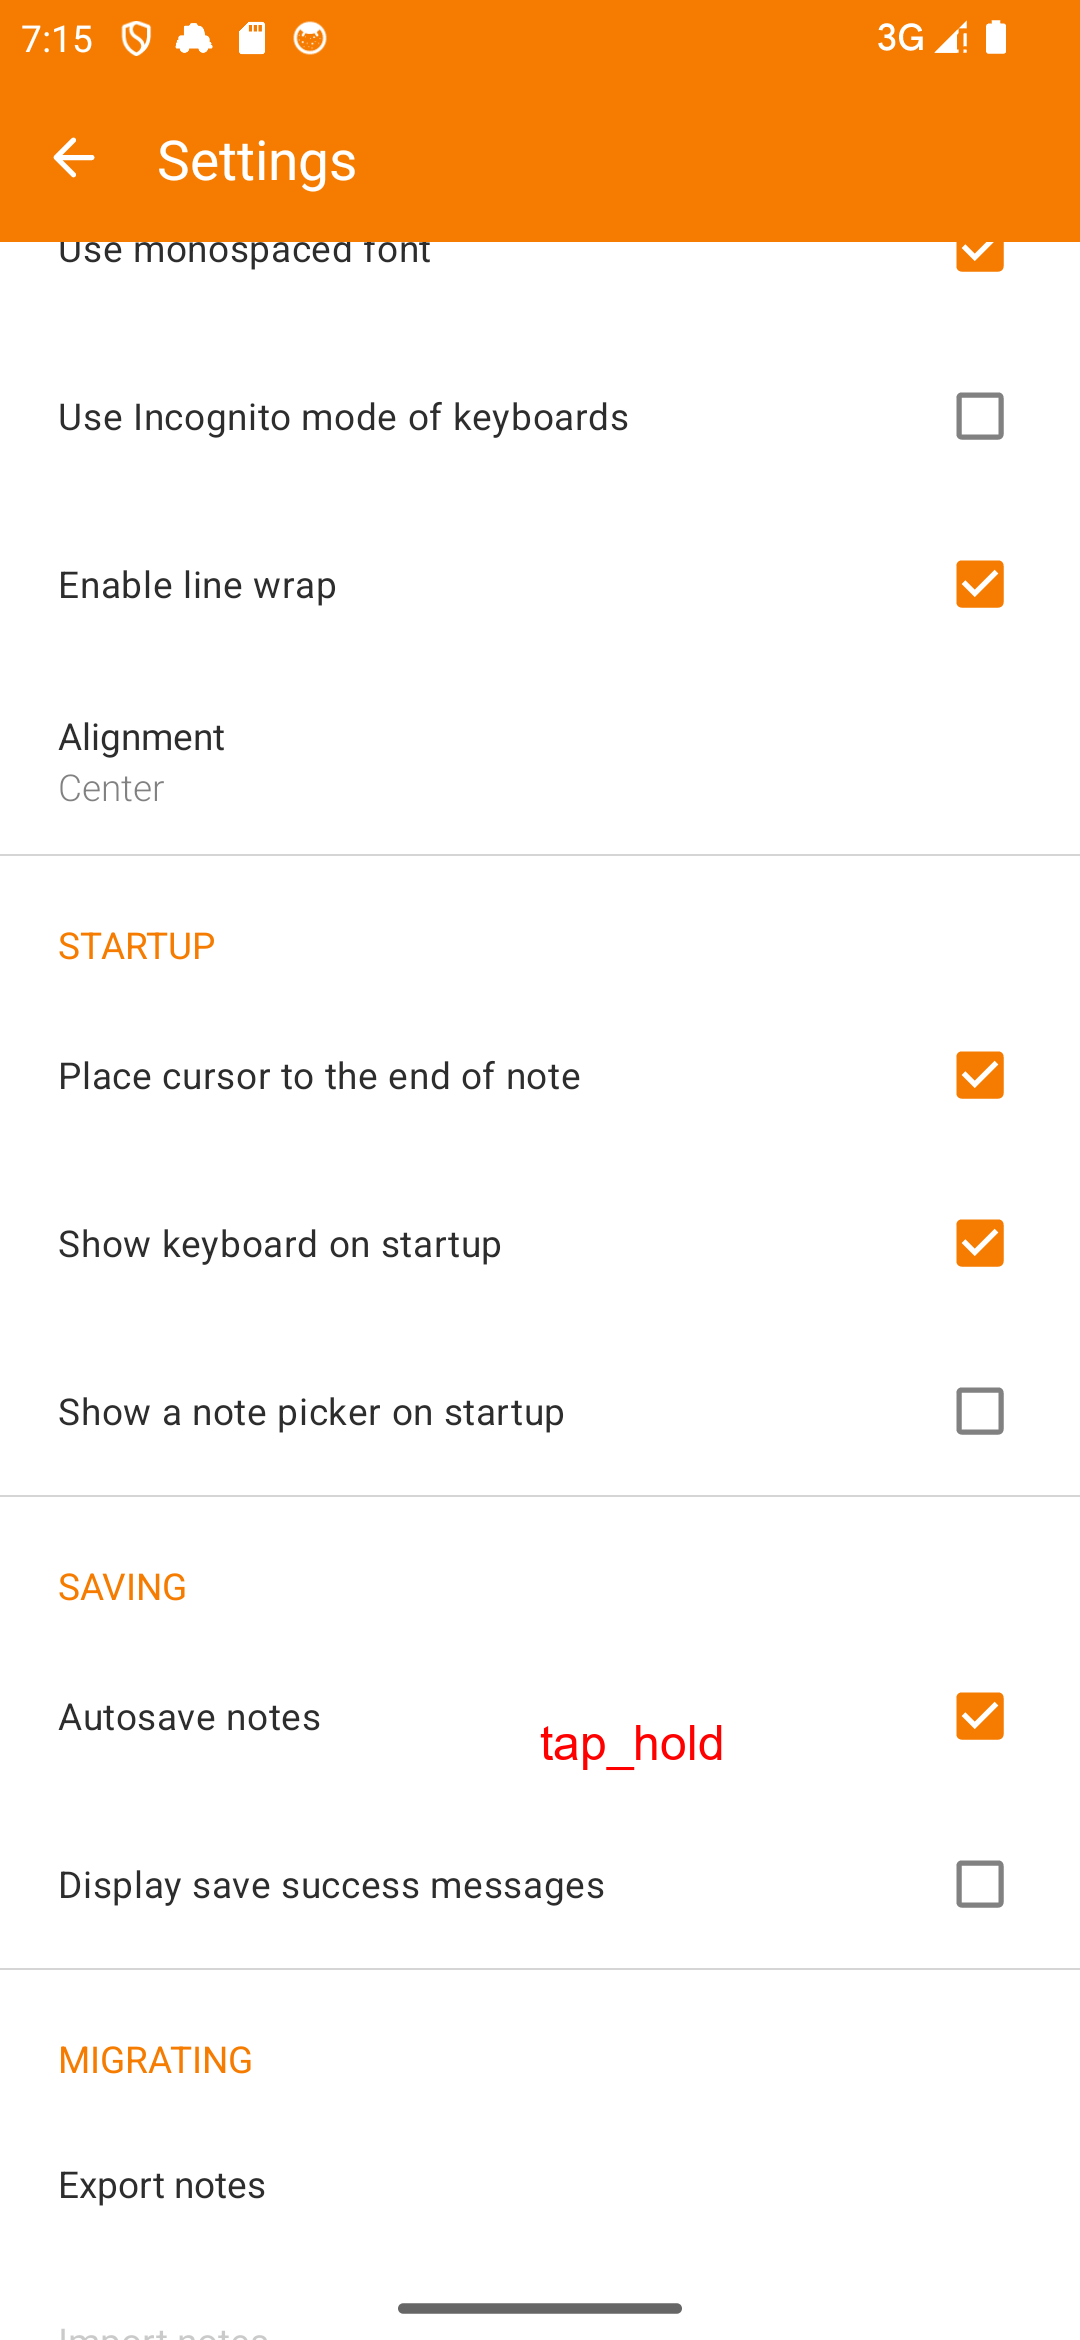 7:15
3G
Settings
Use monospaced font
Use Incognito mode of keyboards
Enable line wrap
Alignment
Center
STARTUP
Place cursor to the end of note
Show keyboard on startup
Show a note picker on startup
SAVING
Autosave notes
tap_hold
Display save success messages
MIGRATING
Export notes
Import notes